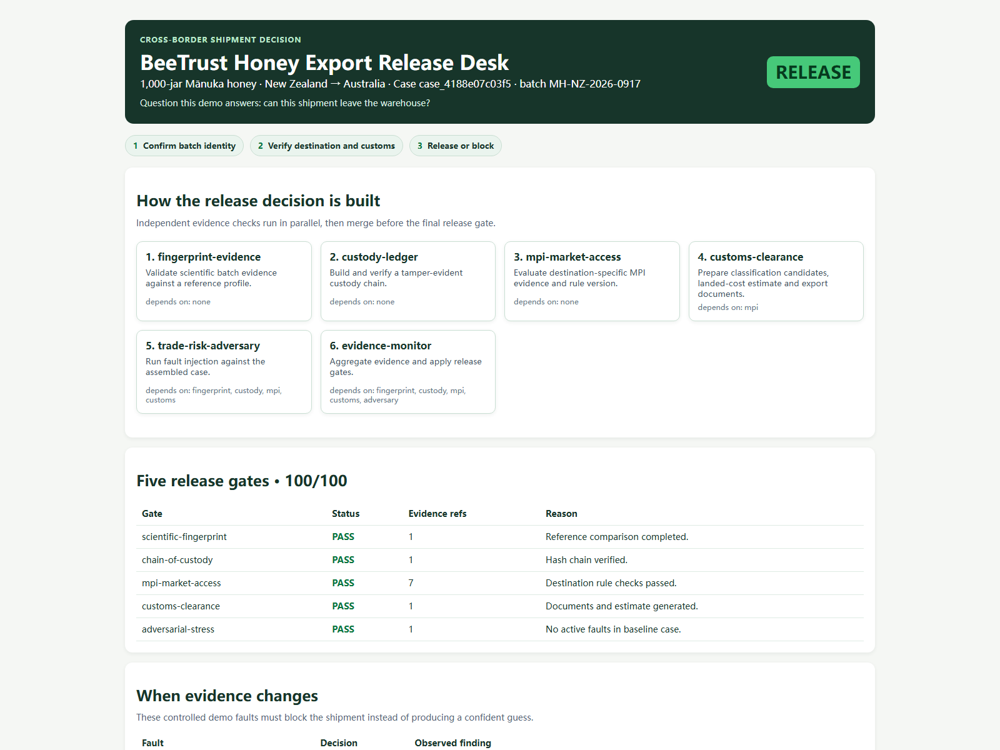 CROSS-BORDER SHIPMENT DECISION
BeeTrust Honey Export Release Desk
1,000-jar Mānuka honey · New Zealand → Australia · Case case_4188e07c03f5 · batch MH-NZ-2026-0917
Question this demo answers: can this shipment leave the warehouse?
RELEASE
1 Confirm batch identity
2 Verify destination and customs
3 Release or block
How the release decision is built
Independent evidence checks run in parallel, then merge before the final release gate.
1. fingerprint-evidence
Validate scientific batch evidence
against a reference profile.
depends on: none
2. custody-ledger
Build and verify a tamper-evident
custody chain.
depends on: none
3. mpi-market-access
Evaluate destination-specific MPI
evidence and rule version.
depends on: none
4. customs-clearance
Prepare classification candidates,
landed-cost estimate and export
documents.
depends on: mpi
5. trade-risk-adversary
Run fault injection against the
assembled case.
depends on: fingerprint, custody, mpi,
customs
6. evidence-monitor
Aggregate evidence and apply release
gates.
depends on: fingerprint, custody, mpi,
customs, adversary
Five release gates • 100/100
Gate Status Evidence refs Reason
scientific-fingerprint PASS 1 Reference comparison completed.
chain-of-custody PASS 1 Hash chain verified.
mpi-market-access PASS 7 Destination rule checks passed.
customs-clearance PASS 1 Documents and estimate generated.
adversarial-stress PASS 1 No active faults in baseline case.
When evidence changes
These controlled demo faults must block the shipment instead of producing a confident guess.
Fault Decision Observed finding